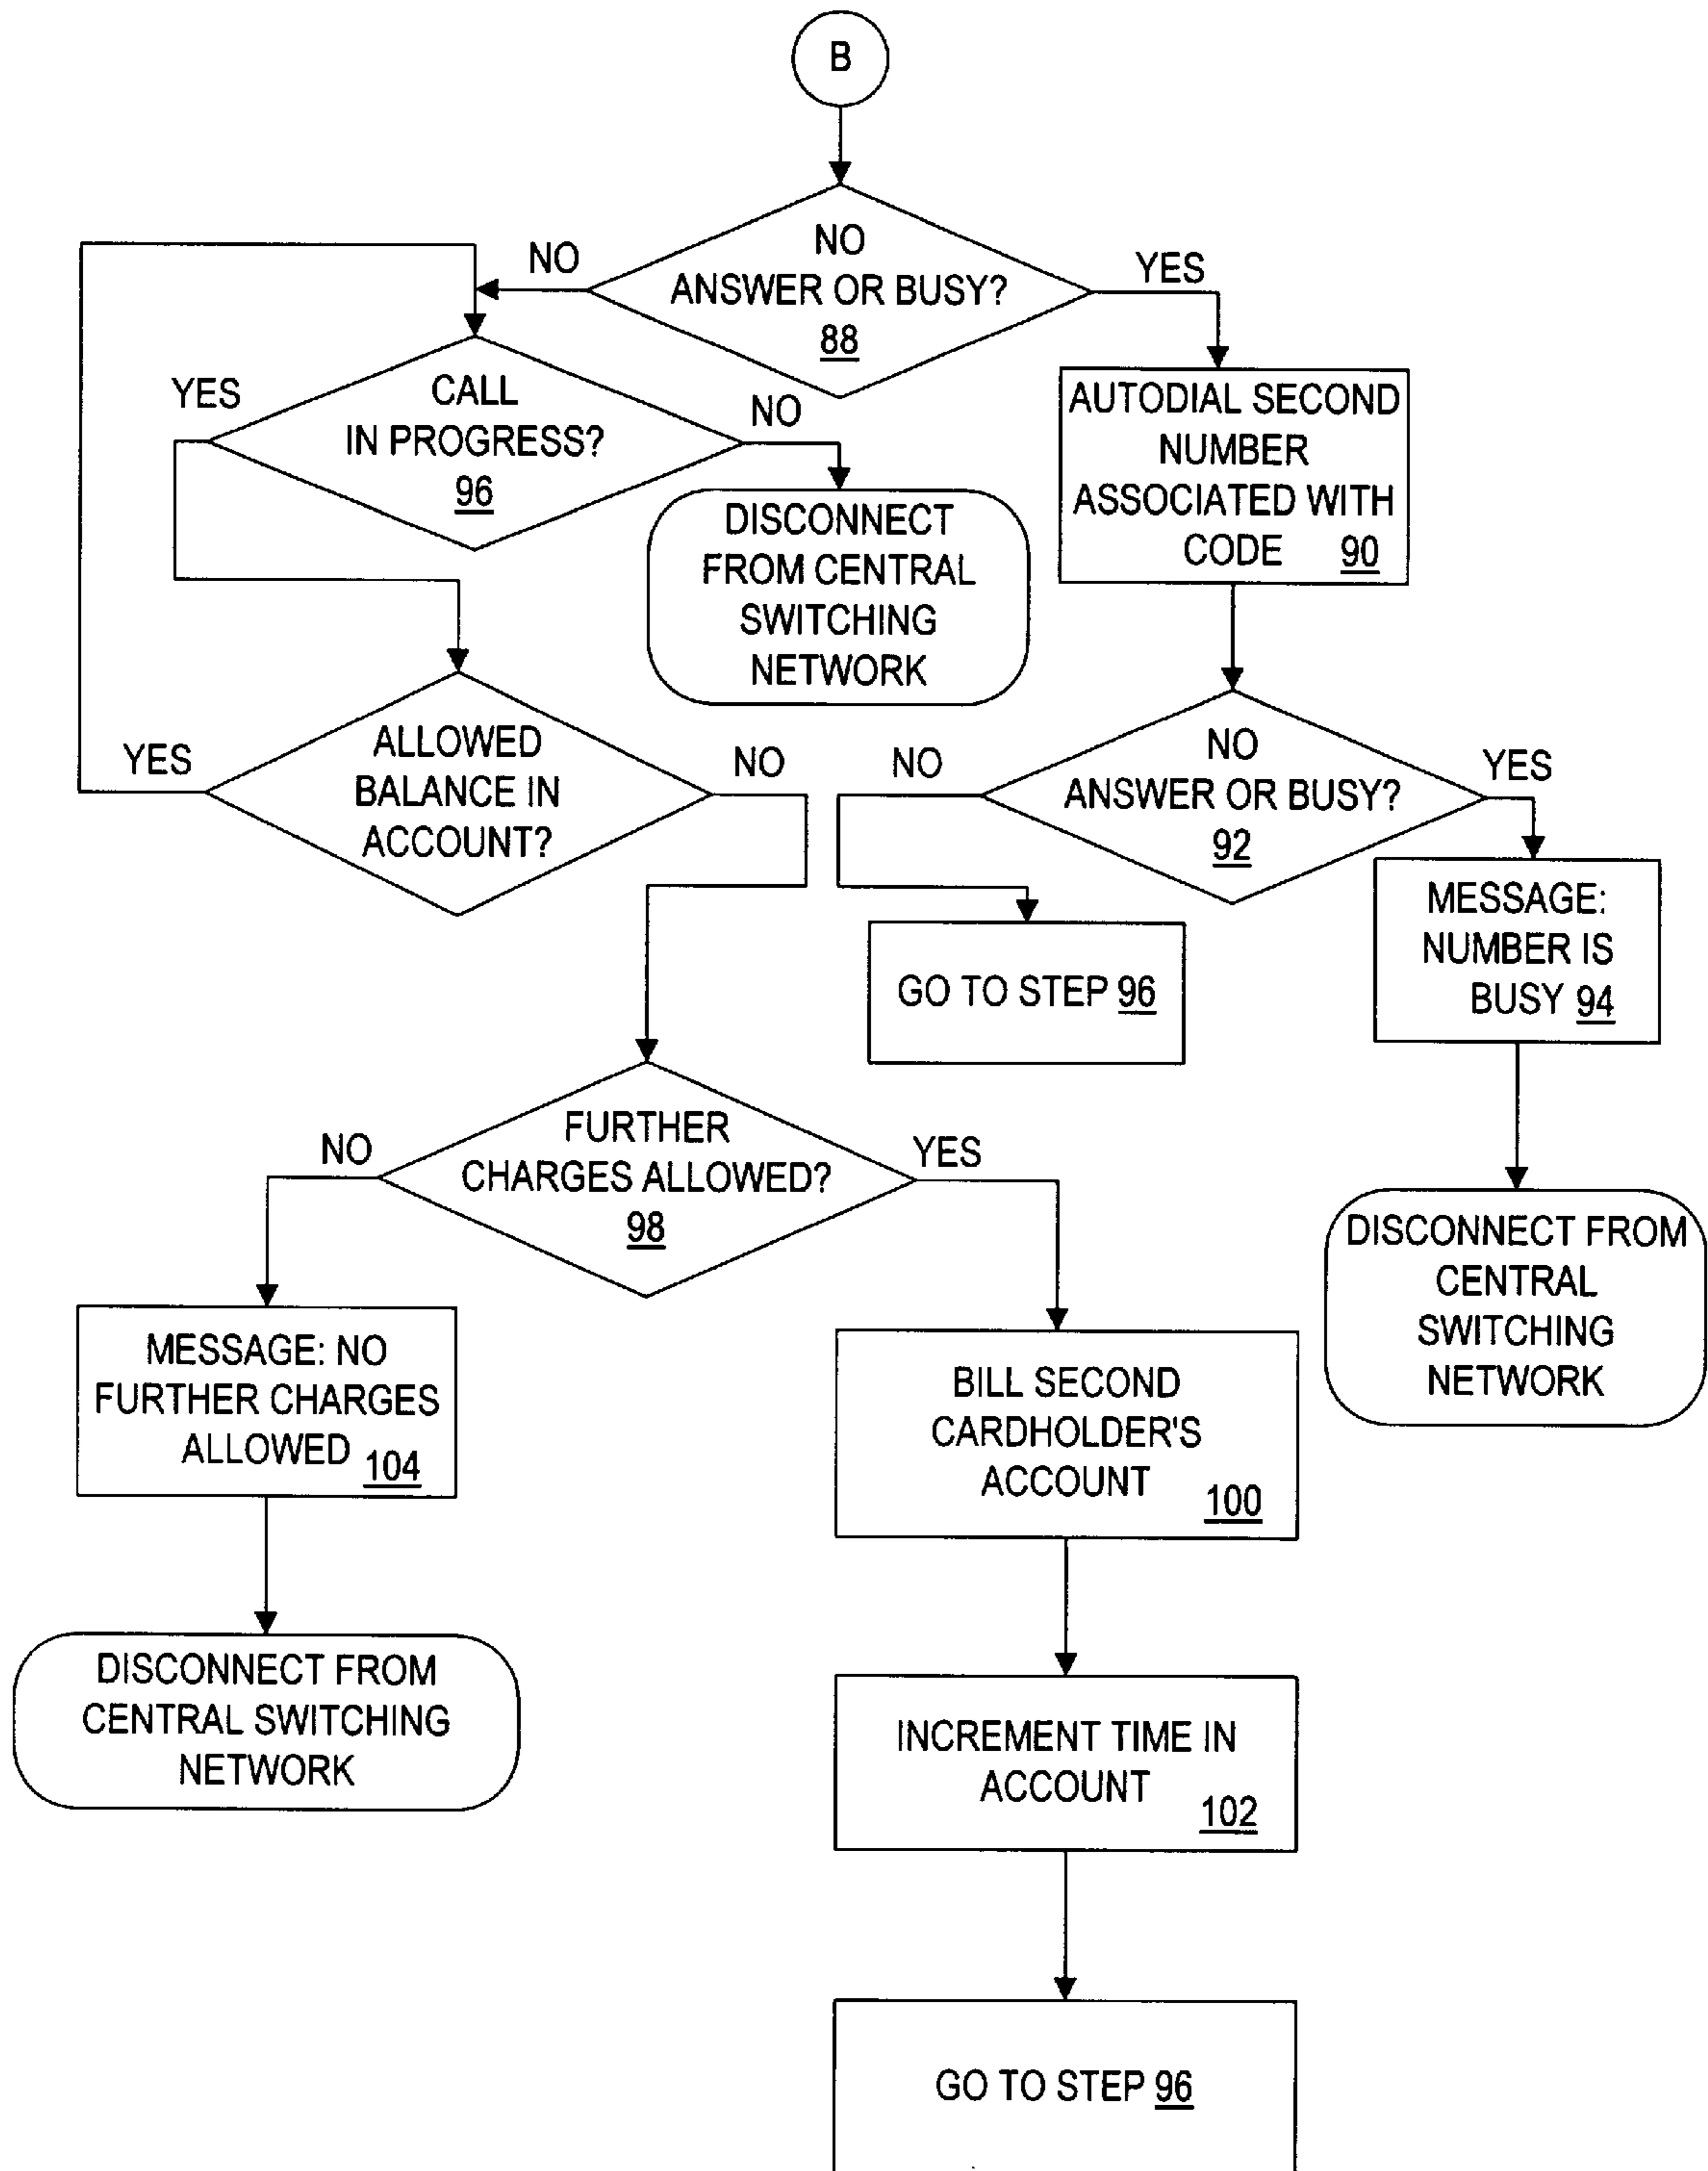 B
NO
ANSWER OR BUSY?
88
NO
YES
CALL
IN PROGRESS?
96
YES
NO
AUTODIAL SECOND
NUMBER
ASSOCIATED WITH
CODE 90
DISCONNECT
FROM CENTRAL
SWITCHING
NETWORK
ALLOWED
BALANCE IN
ACCOUNT?
YES
NO
NO
ANSWER OR BUSY?
92
NO
YES
MESSAGE:
NUMBER IS
BUSY 94
GO TO STEP 96
FURTHER
CHARGES ALLOWED?
98
NO
YES
DISCONNECT FROM
CENTRAL
SWITCHING
NETWORK
MESSAGE: NO
FURTHER CHARGES
ALLOWED 104
BILL SECOND
CARDHOLDER'S
ACCOUNT
100
DISCONNECT FROM
CENTRAL SWITCHING
NETWORK
INCREMENT TIME IN
ACCOUNT
102
GO TO STEP 96